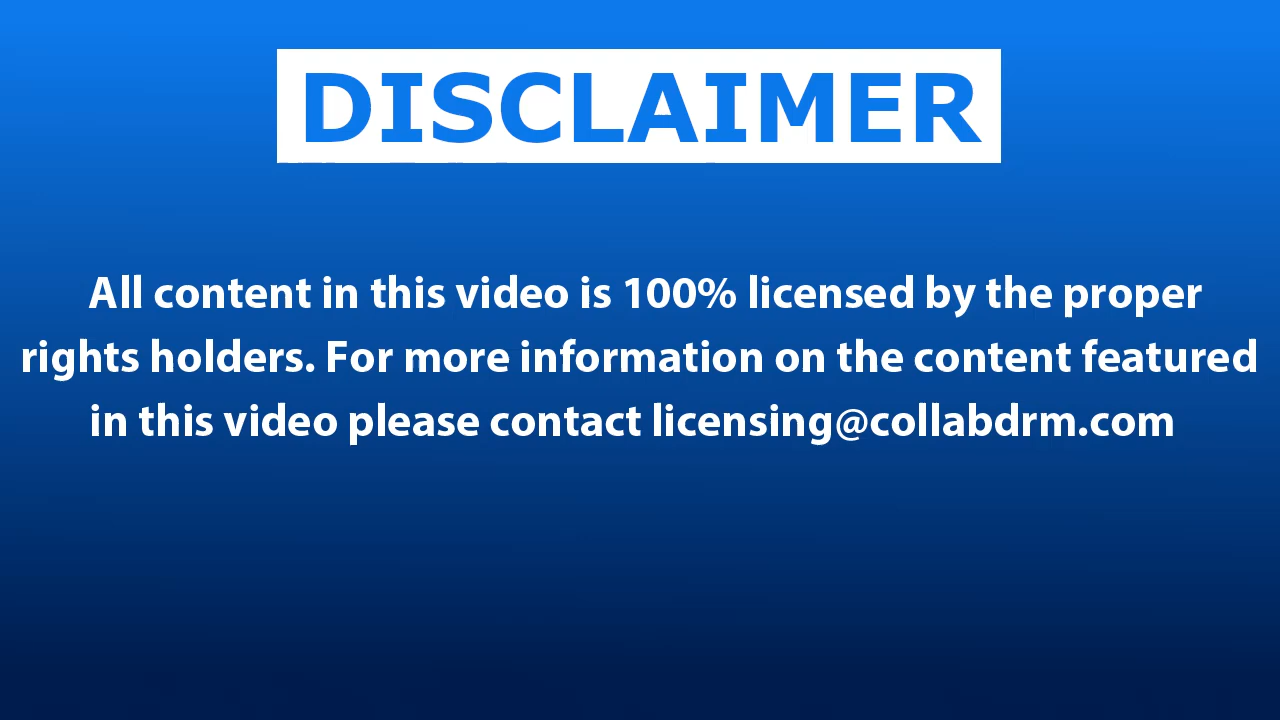 DISCLAIMER
All content in this video is 100% licensed by the proper
rights holders. For more information on the content featured
in this video please contact licensing@collabdrm.com